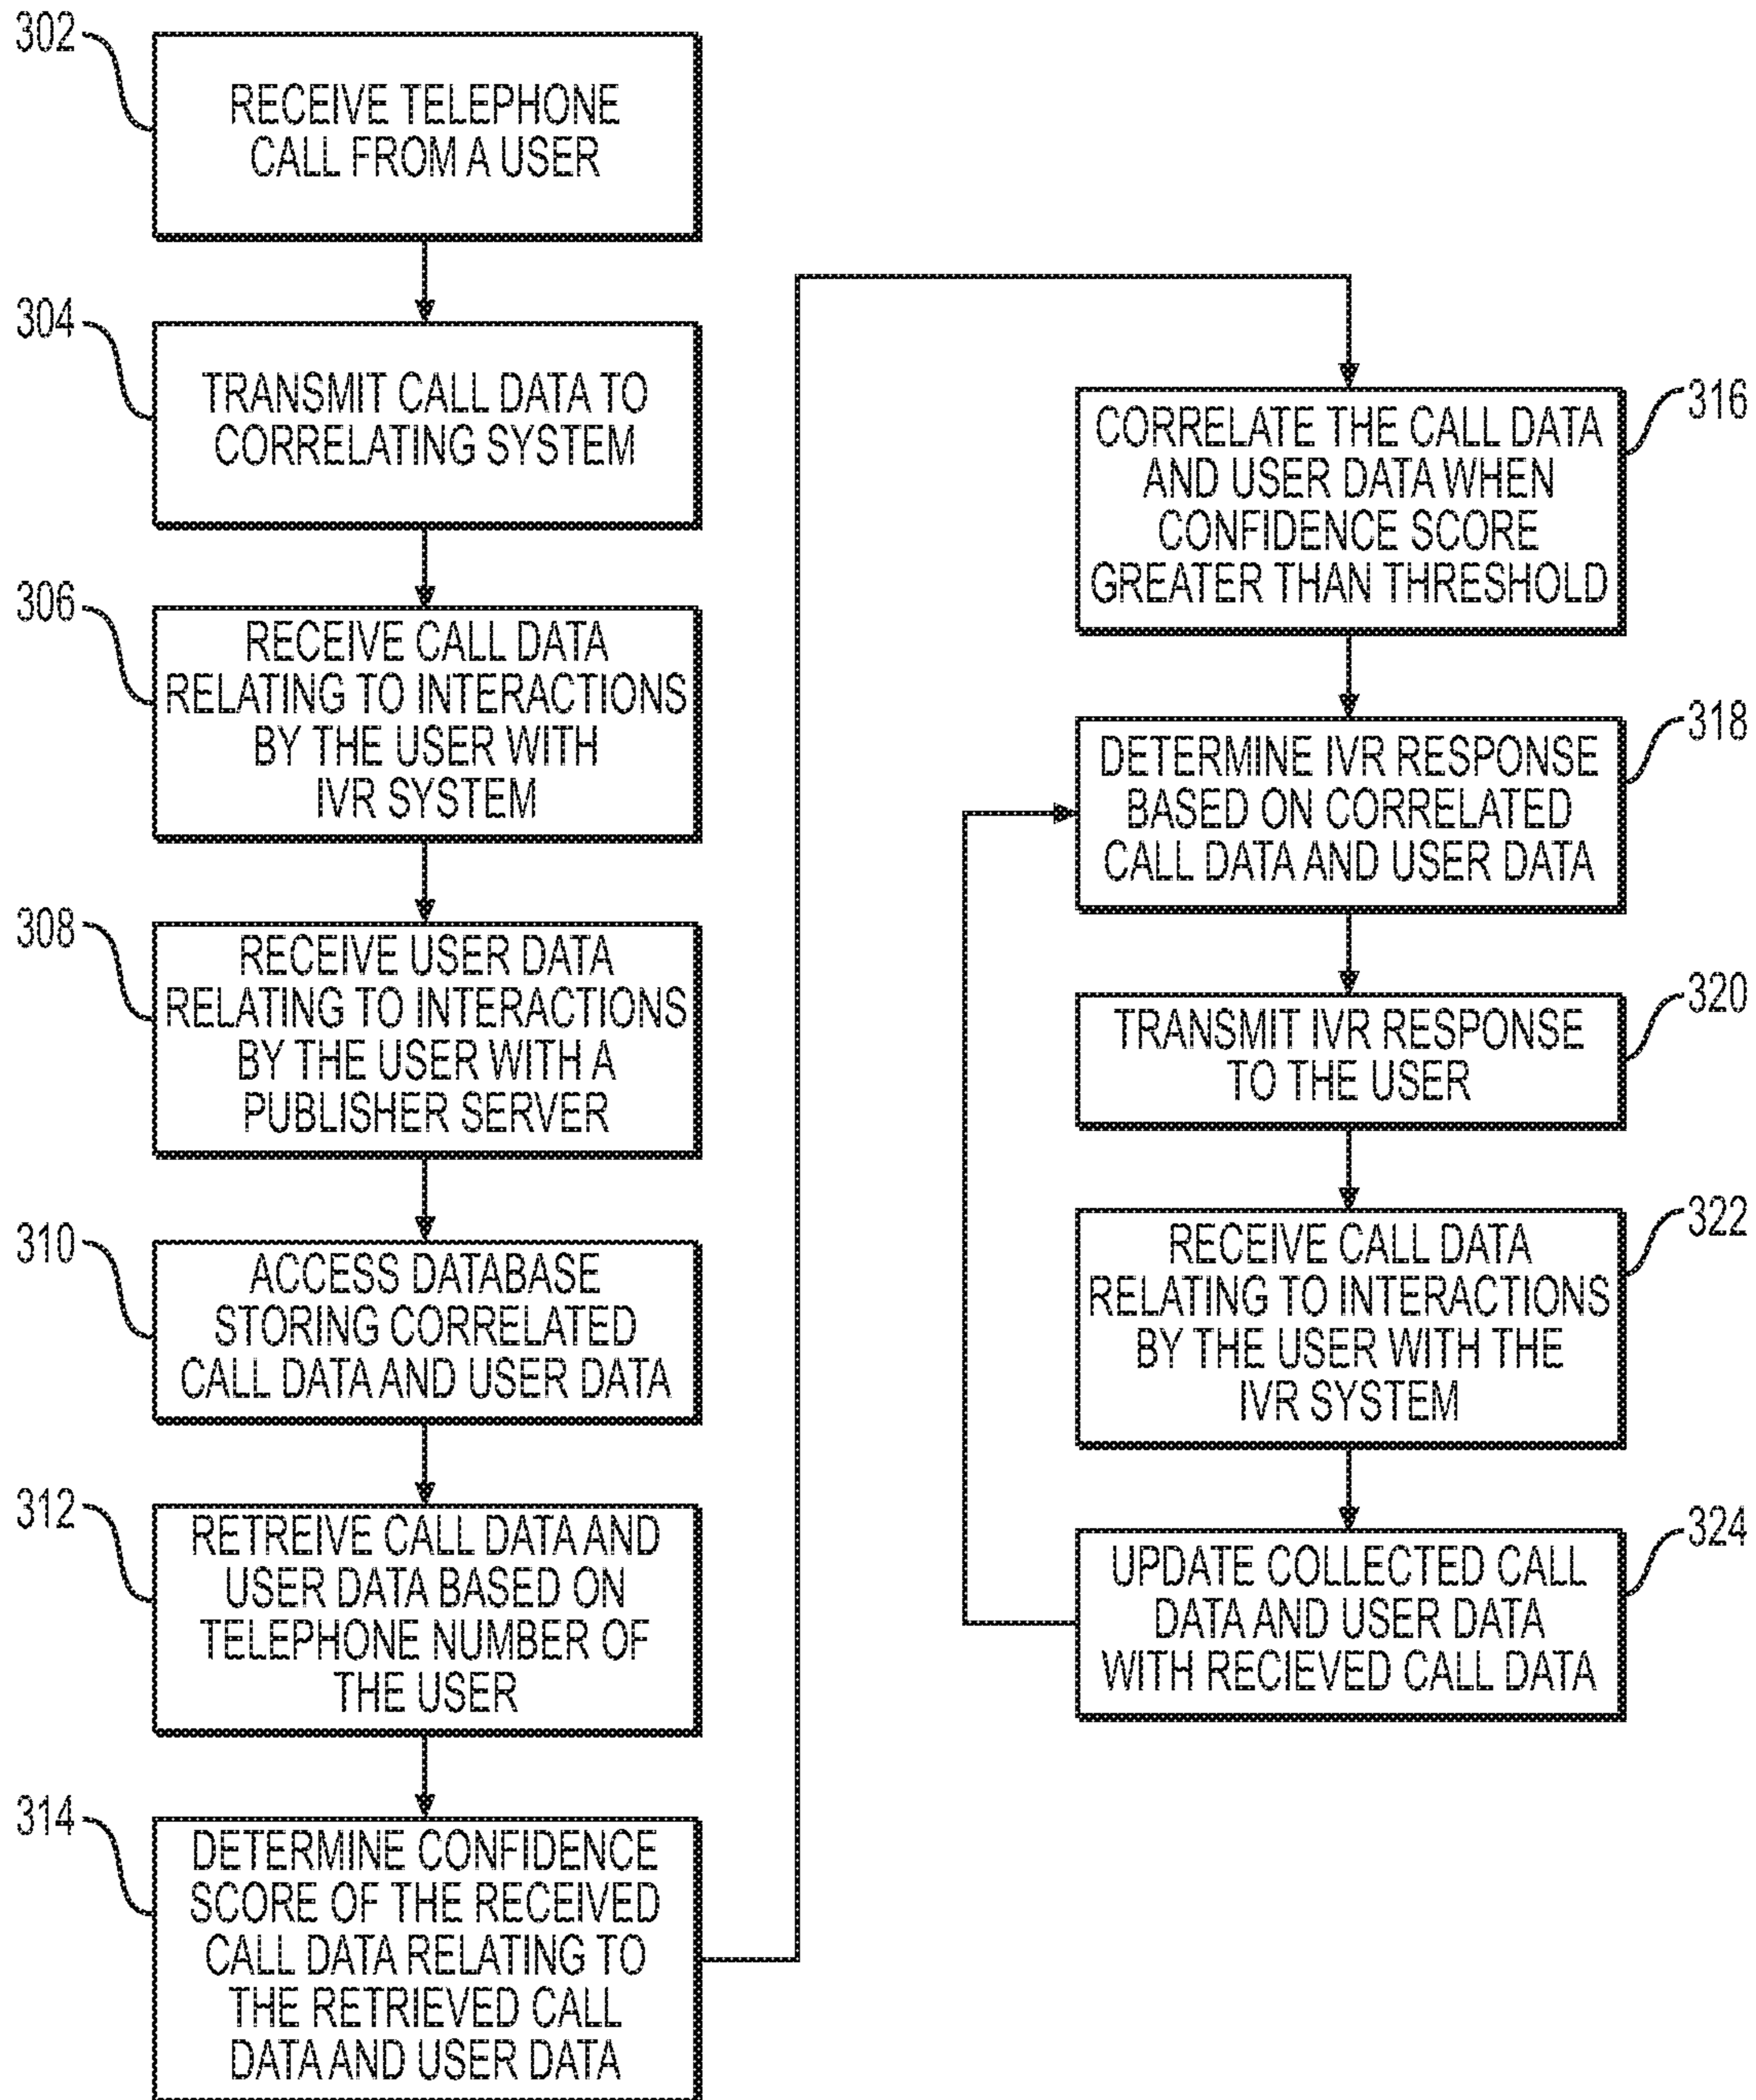 302
RECEIVE TELEPHONE
CALL FROM A USER
304
TRANSMIT CALL DATA TO
CORRELATING SYSTEM
306
RECEIVE CALL DATA
RELATING TO INTERACTIONS
BY THE USER WITH
IVR SYSTEM
308
RECEIVE USER DATA
RELATING TO INTERACTIONS
BY THE USER WITH A
PUBLISHER SERVER
310
ACCESS DATABASE
STORING CORRELATED
CALL DATA AND USER DATA
312
RETREIVE CALL DATA AND
USER DATA BASED ON
TELEPHONE NUMBER OF
THE USER
314
DETERMINE CONFIDENCE
SCORE OF THE RECEIVED
CALL DATA RELATING TO
THE RETRIEVED CALL
DATA AND USER DATA
316
CORRELATE THE CALL DATA
AND USER DATA WHEN
CONFIDENCE SCORE
GREATER THAN THRESHOLD
318
DETERMINE IVR RESPONSE
BASED ON CORRELATED
CALL DATA AND USER DATA
320
TRANSMIT IVR RESPONSE
TO THE USER
322
RECEIVE CALL DATA
RELATING TO INTERACTIONS
BY THE USER WITH THE
IVR SYSTEM
324
UPDATE COLLECTED CALL
DATA AND USER DATA
WITH RECIEVED CALL DATA